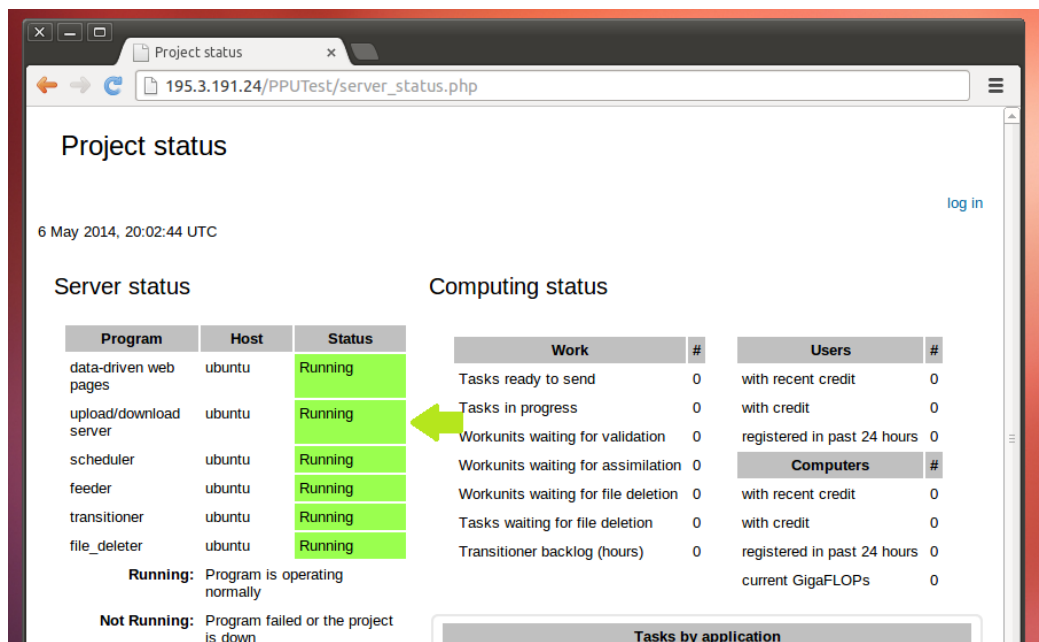 Project status
195.3.191.24/PPUTest/server_status.php
Project status
log in
6 May 2014, 20:02:44 UTC
Server status
Program Host Status
data-driven web ubuntu Running
pages
upload/download ubuntu Running
server
scheduler ubuntu Running
feeder ubuntu Running
transitioner ubuntu Running
file_deleter ubuntu Running
Running: Program is operating
normally
Not Running: Program failed or the project
is down
Computing status
Work #
Tasks ready to send 0
Tasks in progress 0
Workunits waiting for validation 0
Workunits waiting for assimilation 0
Workunits waiting for file deletion 0
Tasks waiting for file deletion 0
Transitioner backlog (hours) 0
Users #
with recent credit 0
with credit 0
registered in past 24 hours 0
Computers #
with recent credit 0
with credit 0
registered in past 24 hours 0
current GigaFLOPs 0
Tasks by application